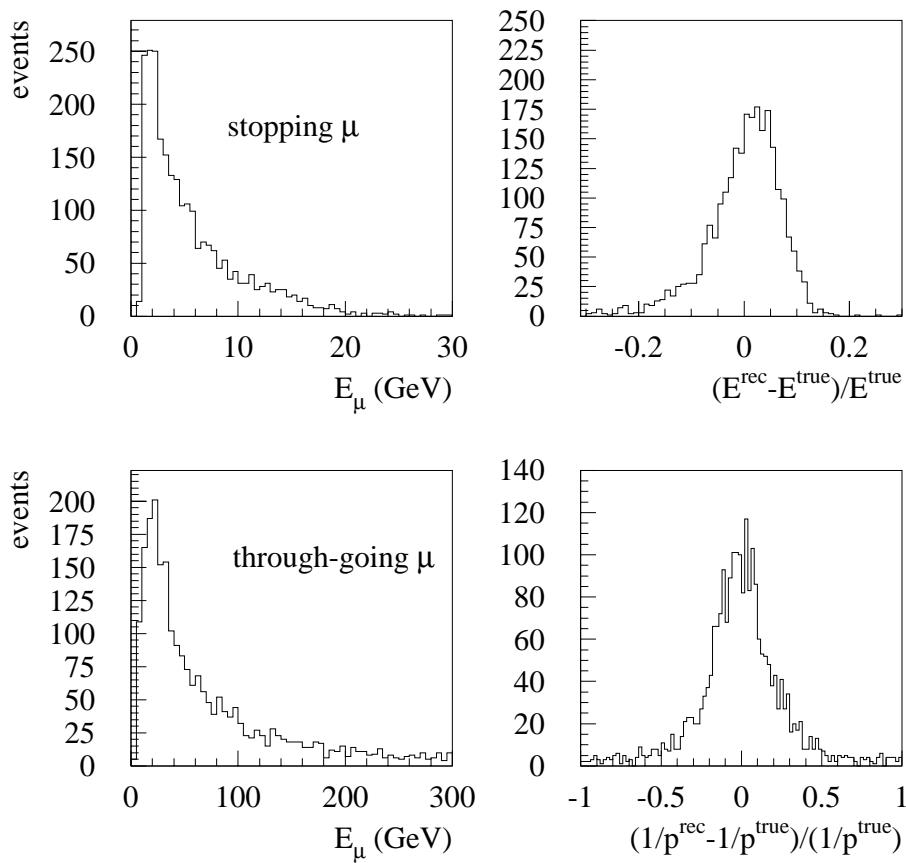 events
250
200
150
100
50
0
stopping μ
0 10 20 30
E_μ (GeV)
250
225
200
175
150
125
100
75
50
25
0
-0.2 0 0.2
(E^rec-E^true)/E^true
events
200
175
150
125
100
75
50
25
0
through-going μ
0 100 200 300
E_μ (GeV)
140
120
100
80
60
40
20
0
-1 -0.5 0 0.5 1
(1/p^rec-1/p^true)/(1/p^true)